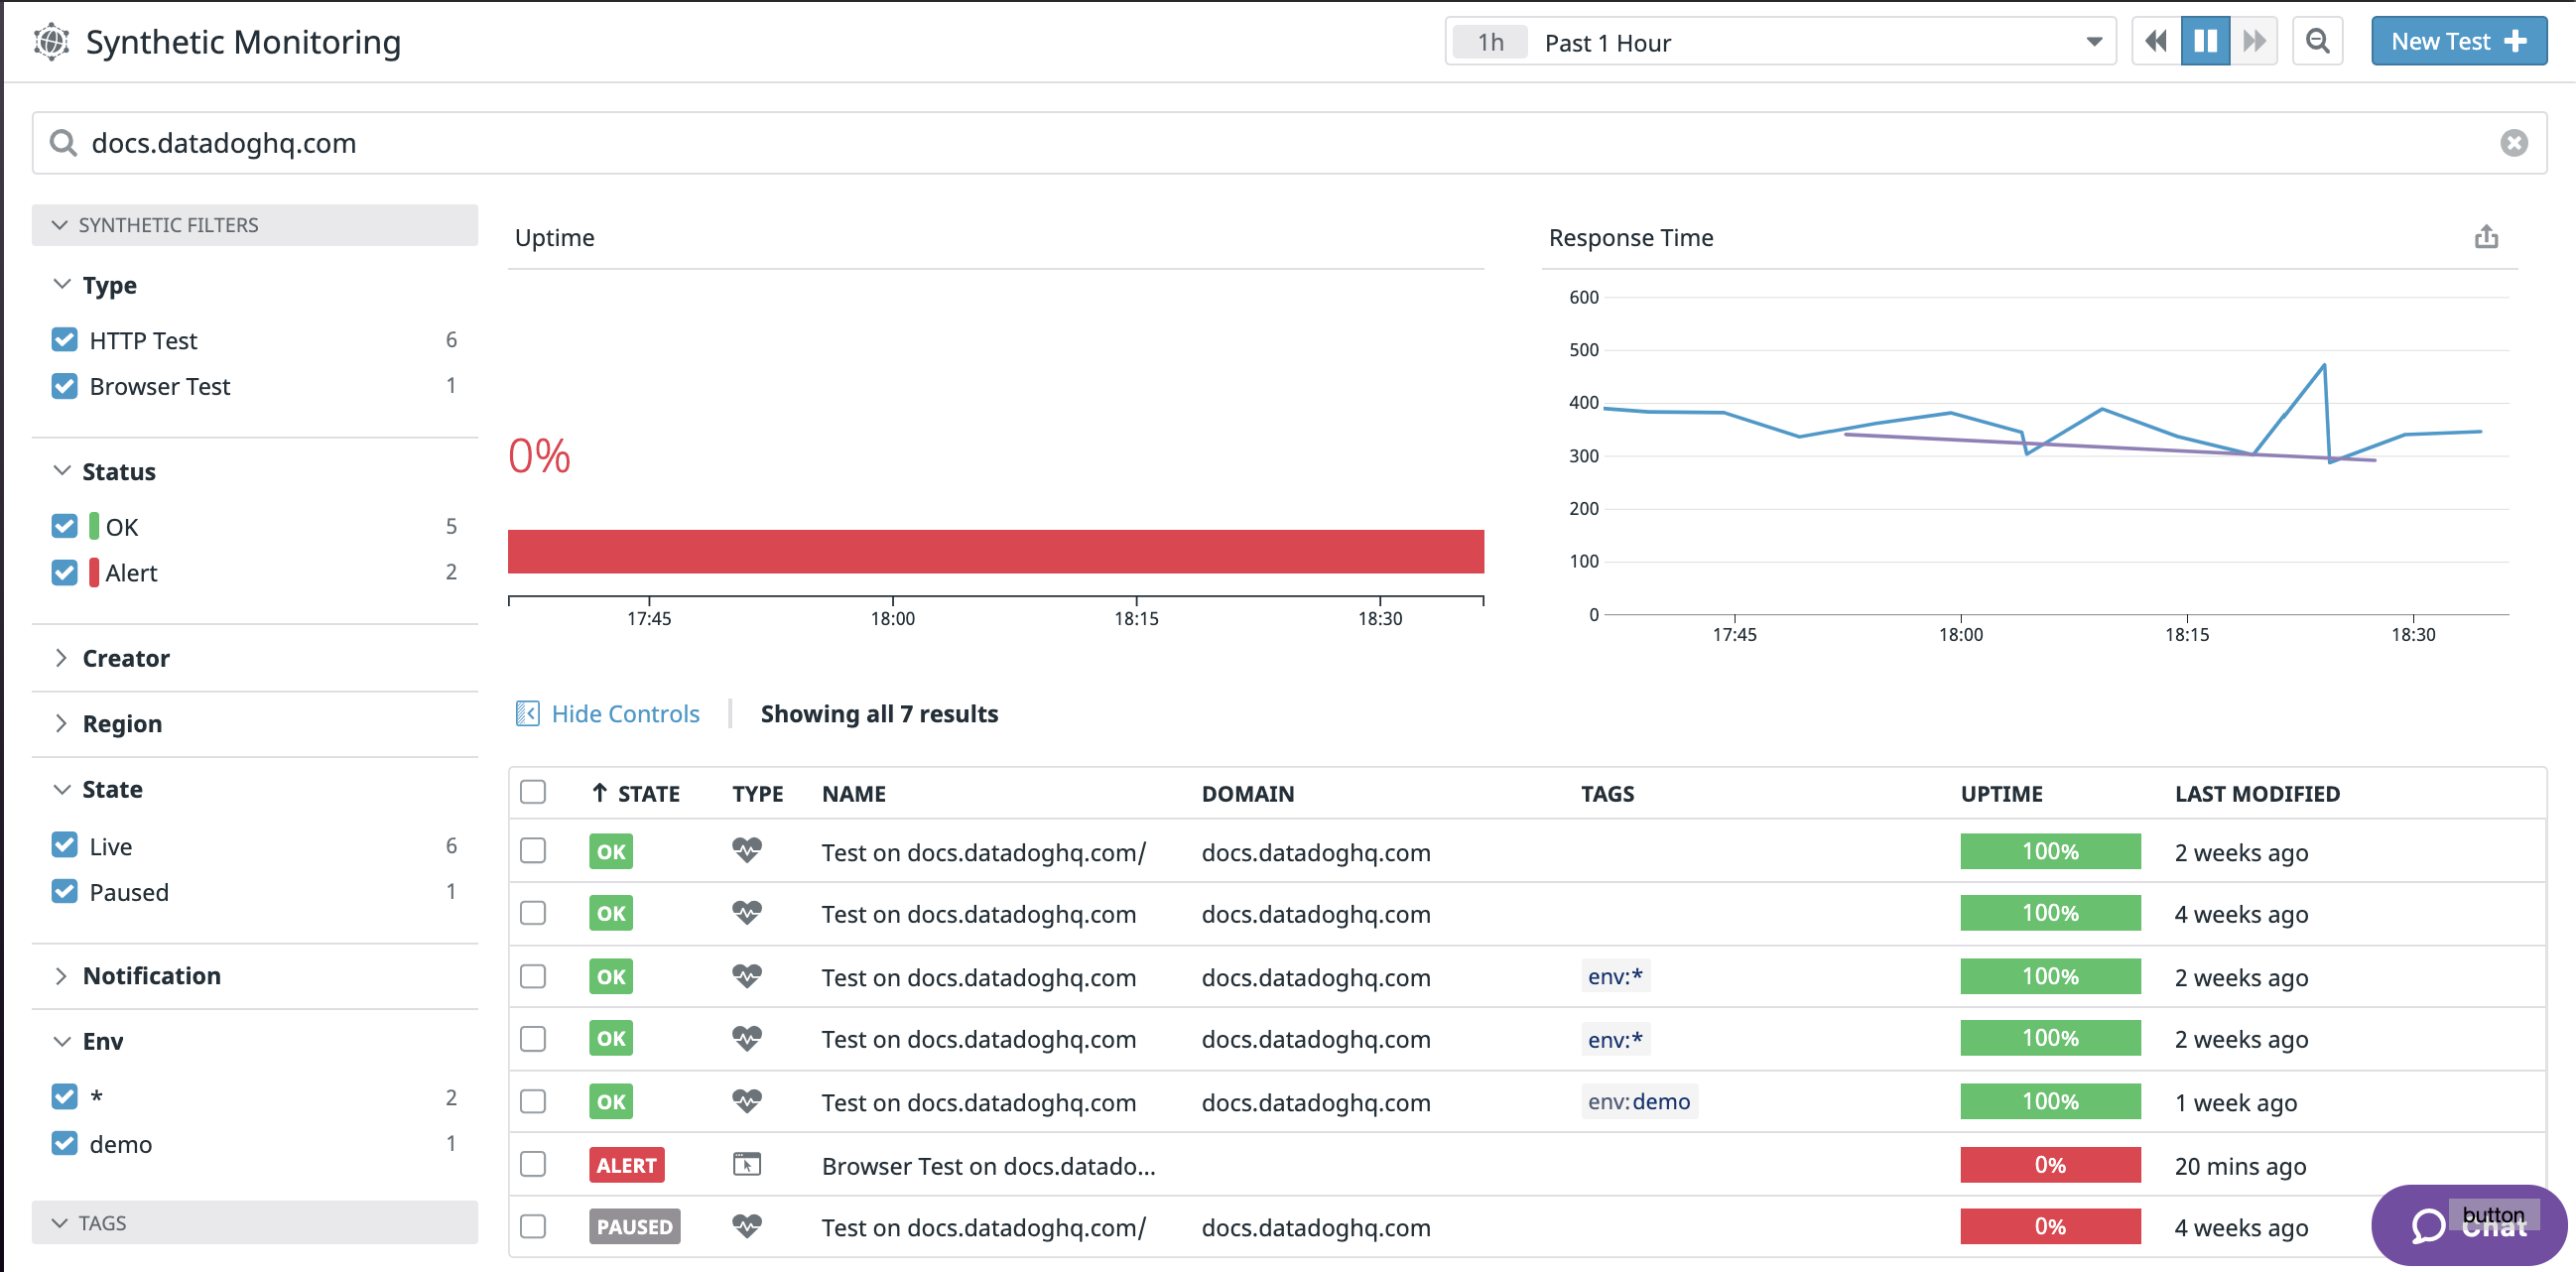 Synthetic Monitoring
1h Past 1 Hour
New Test
docs.datadoghq.com
SYNTHETIC FILTERS
Type
HTTP Test 6
Browser Test 1
Status
OK 5
Alert 2
Creator
Region
State
Live 6
Paused 1
Notification
Env
* 2
demo 1
TAGS
Uptime
0%
17:45 18:00 18:15 18:30
Response Time
600
500
400
300
200
100
0
17:45 18:00 18:15 18:30
Hide Controls
Showing all 7 results
STATE TYPE NAME DOMAIN TAGS UPTIME LAST MODIFIED
OK Test on docs.datadoghq.com/ docs.datadoghq.com 100% 2 weeks ago
OK Test on docs.datadoghq.com docs.datadoghq.com 100% 4 weeks ago
OK Test on docs.datadoghq.com docs.datadoghq.com env:* 100% 2 weeks ago
OK Test on docs.datadoghq.com docs.datadoghq.com env:* 100% 2 weeks ago
OK Test on docs.datadoghq.com docs.datadoghq.com env:demo 100% 1 week ago
ALERT Browser Test on docs.datado... 0% 20 mins ago
PAUSED Test on docs.datadoghq.com/ docs.datadoghq.com 0% 4 weeks ago
button
Chat